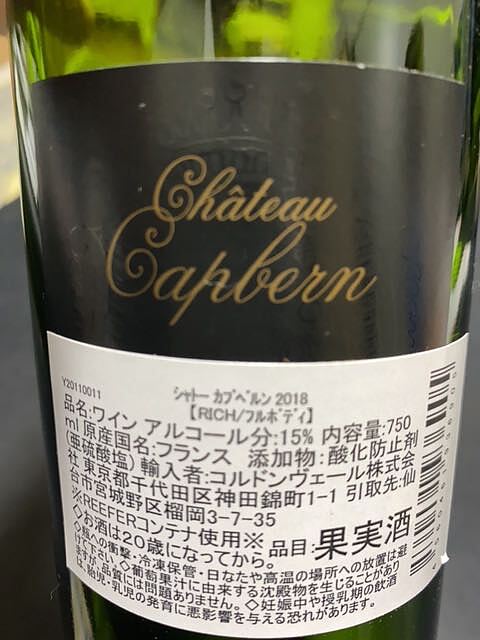 Château
Capbern
Y20110011
シャトー カプベルン 2018
【RICH/フルボディ】
品名:ワイン アルコール分:15% 内容量:750
ml 原産国名:フランス 添加物:酸化防止剤
(亜硫酸塩) 輸入者:コルドンヴェール株式会
社 東京都千代田区神田錦町1-1 引取先:仙
台市宮城野区榴岡3-7-35
※REEFERコンテナ使用※
◇お酒は20歳になってから。 品目:果実酒
◇強への衝撃・冷凍保管・日なたや高温の場所への放置は避
け下さい。◇葡萄果汁に由来する沈殿物を生じることがあり
ますが、品質には問題ありません。◇妊娠中や授乳期の飲酒
は、胎児・乳児の発育に悪影響を与える恐れがあります。